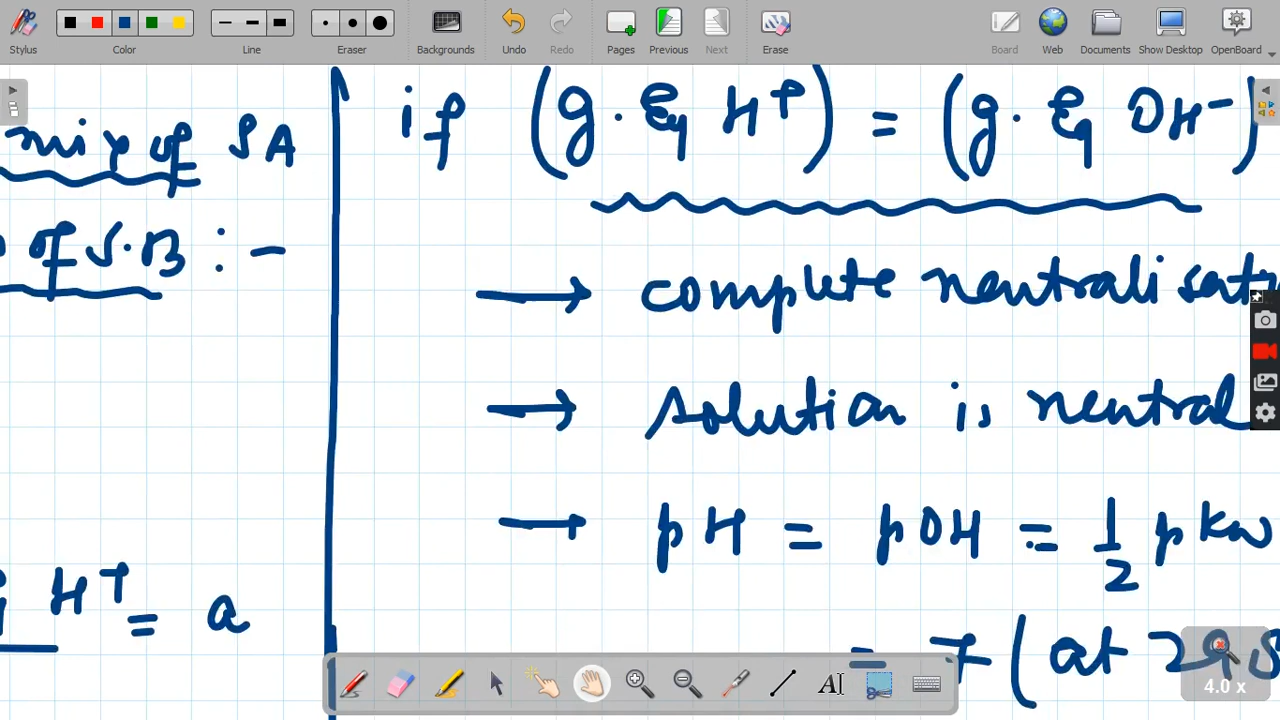 Stylus Color Line Eraser Backgrounds Undo Redo Pages Previous Next Erase Board Web Documents Show Desktop OpenBoard
mix of SA
of S.B :-
H+ = a
if (g. Eq H+) = (g. Eq OH-)
→ complete neutralisat
→ solution is neutral
→ pH = pOH = 1/2 pKw
= 7 (at 298
4.0 x